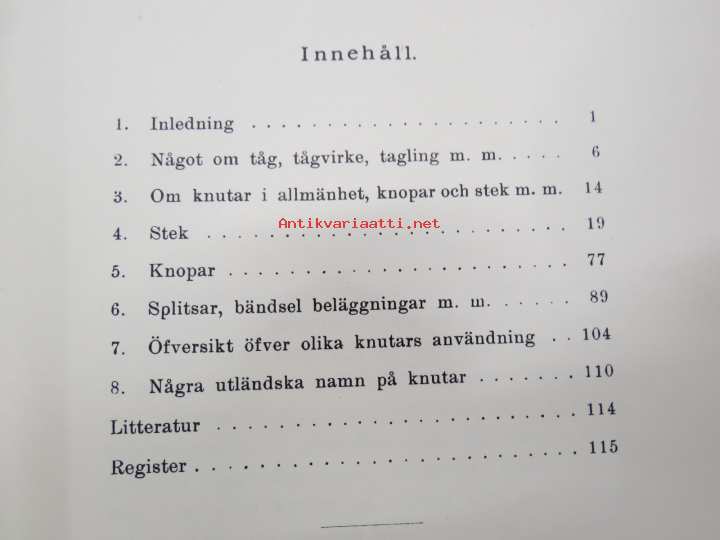 Innehåll.
1. Inledning . . . . . . . . . . . . . . . . 1
2. Något om tåg, tågvirke, tagling m. m. . . . . 6
3. Om knutar i allmänhet, knopar och stek m. m. 14
Antikvariaatti.net
4. Stek . . . . . . . . . . . . . . . . . . . 19
5. Knopar . . . . . . . . . . . . . . . . . . 77
6. Splitsar, bändsel beläggningar m. m. . . . . . 89
7. Öfversikt öfver olika knutars användning . . 104
8. Några utländska namn på knutar . . . . . . . 110
Litteratur . . . . . . . . . . . . . . . . . . . 114
Register . . . . . . . . . . . . . . . . . . . . 115